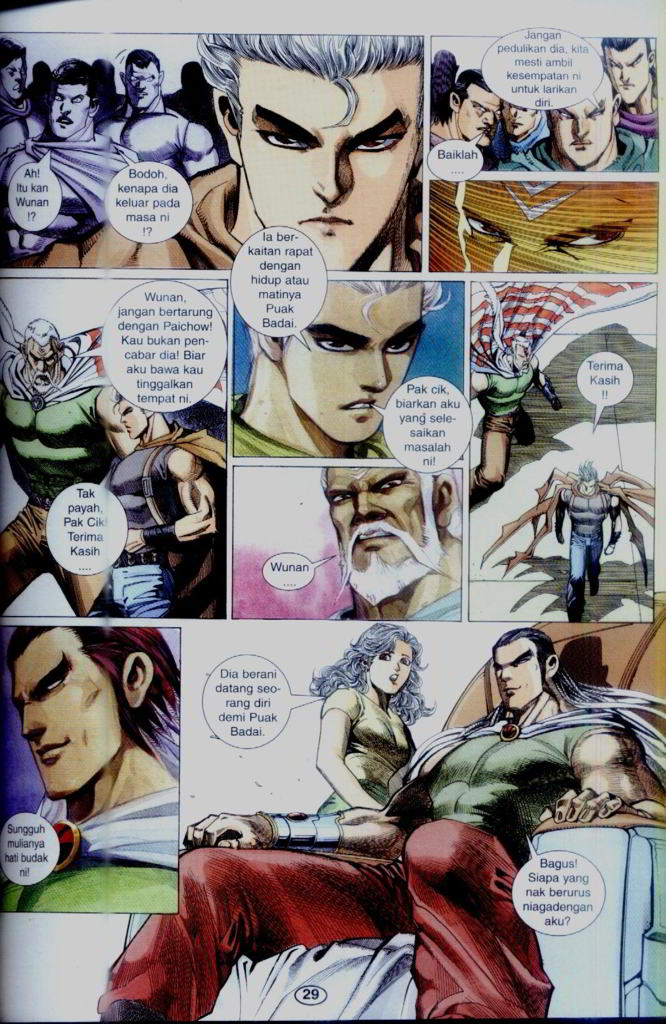 Ah!
Itu kan
Wunan
!?
Bodoh,
kenapa dia
keluar pada
masa ni
!?
Jangan
pedulikan dia, kita
mesti ambil
kesempatan ni
untuk larikan
diri.
Baiklah
....
Ia ber-
kaitan rapat
dengan
hidup atau
matinya
Puak
Badai.
Wunan,
jangan bertarung
dengan Paichow!
Kau bukan pen-
cabar dia! Biar
aku bawa kau
tinggalkan
tempat ni.
Tak
payah,
Pak Cik!
Terima
Kasih
....
Pak cik,
biarkan aku
yang sele-
saikan
masalah
ni!
Wunan
....
Terima
Kasih
!!
Sungguh
mulianya
hati budak
ni!
Dia berani
datang seo-
rang diri
demi Puak
Badai.
Bagus!
Siapa yang
nak berurus
niagadengan
aku?
29